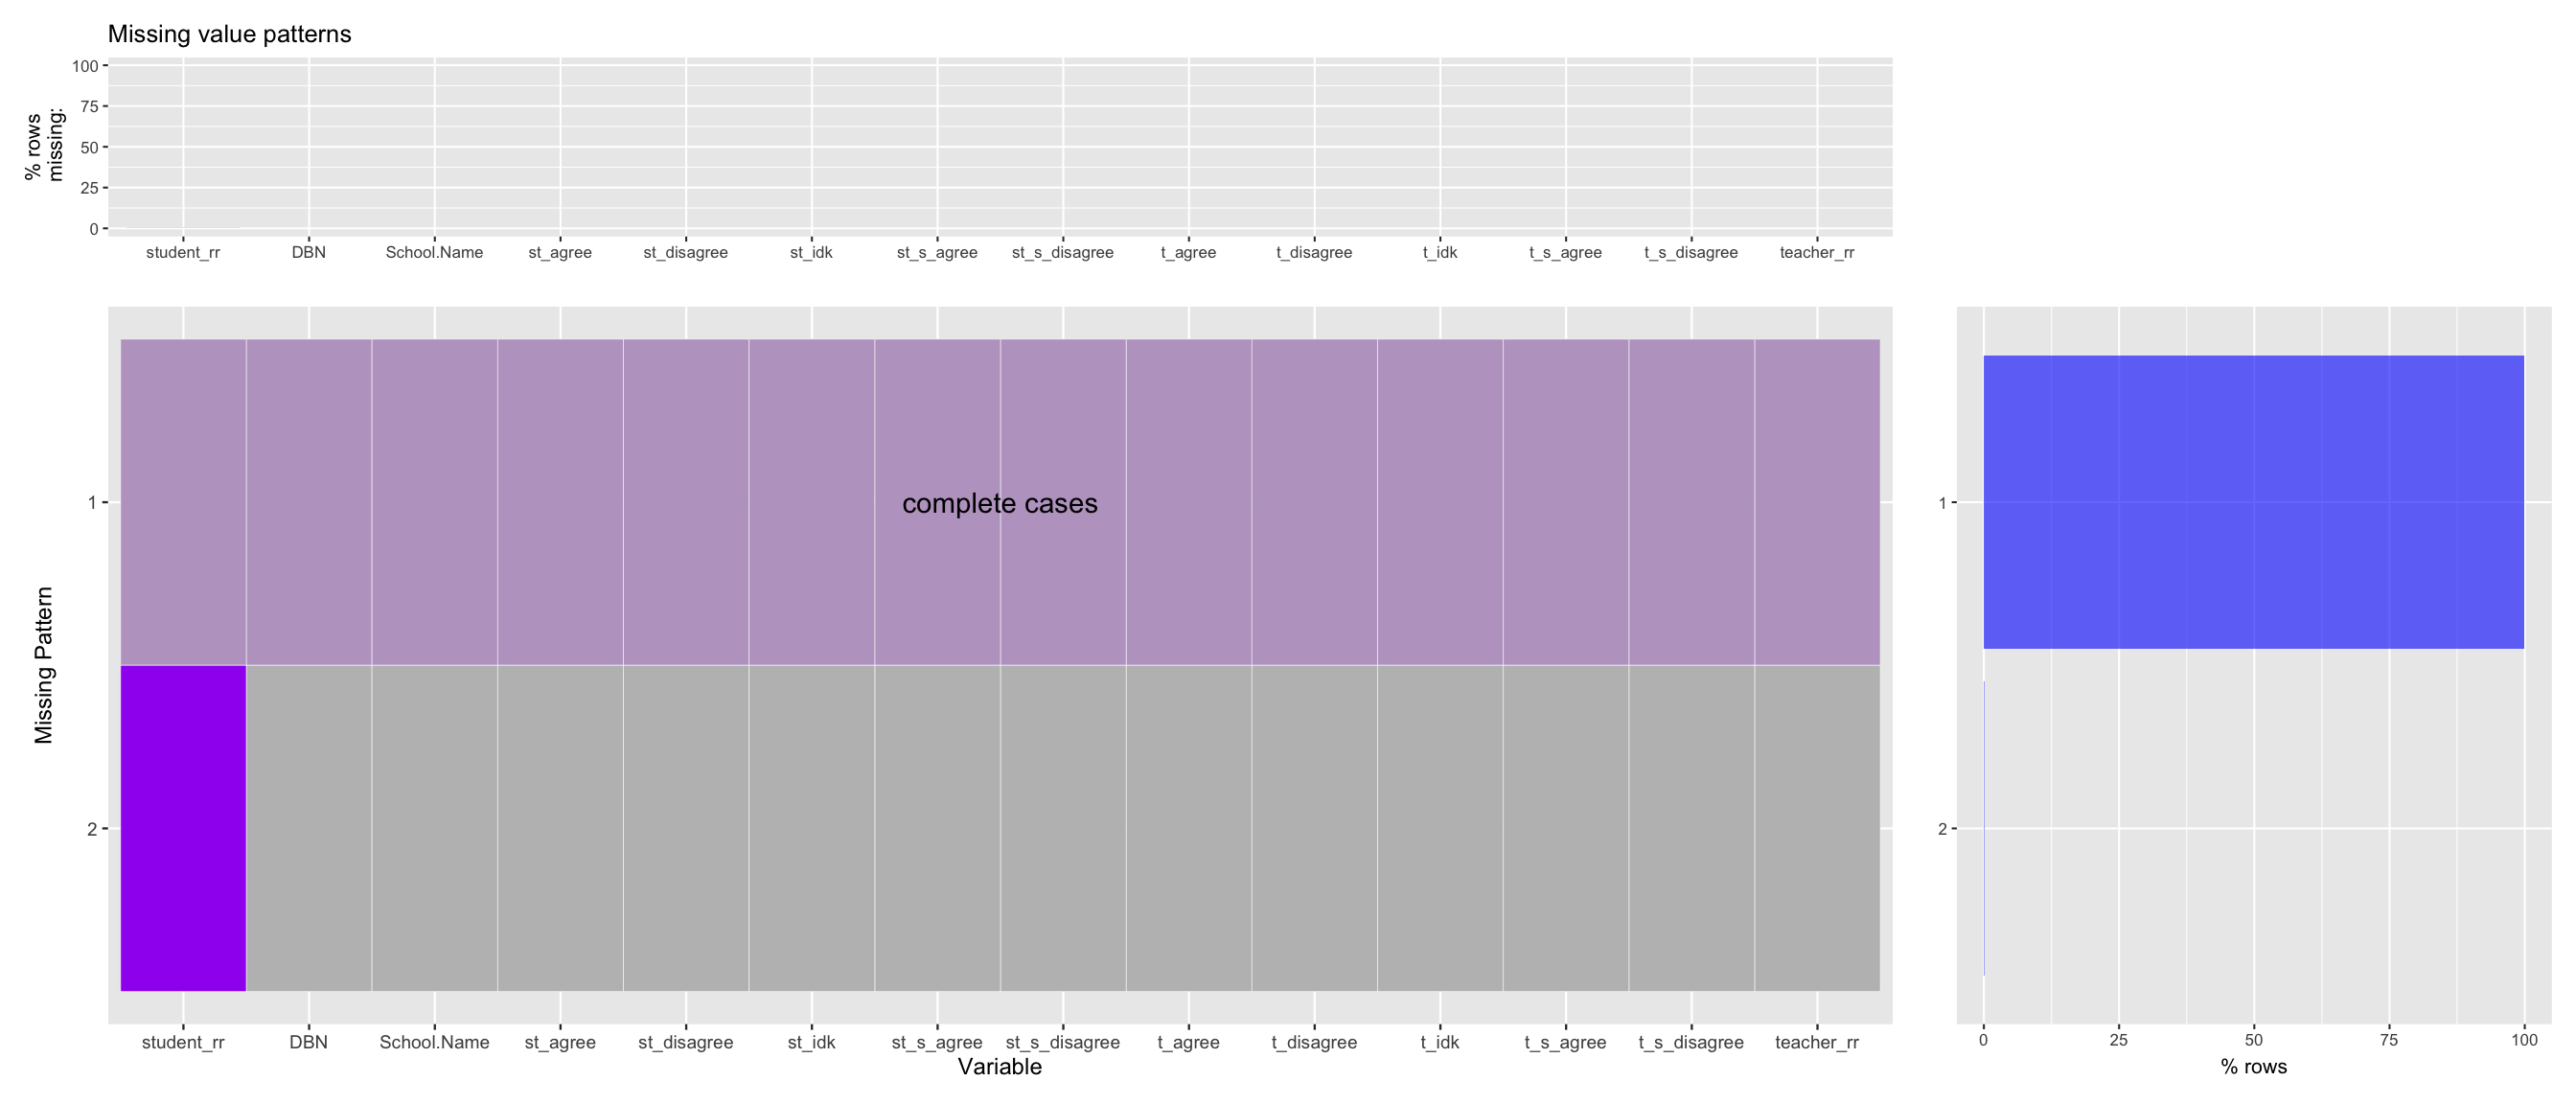 Missing value patterns
% rows
missing:
100
75
50
25
0
student_rr DBN School.Name st_agree st_disagree st_idk st_s_agree st_s_disagree t_agree t_disagree t_idk t_s_agree t_s_disagree teacher_rr
Missing Pattern
1
complete cases
2
student_rr DBN School.Name st_agree st_disagree st_idk st_s_agree st_s_disagree t_agree t_disagree t_idk t_s_agree t_s_disagree teacher_rr
Variable
1
2
0 25 50 75 100
% rows